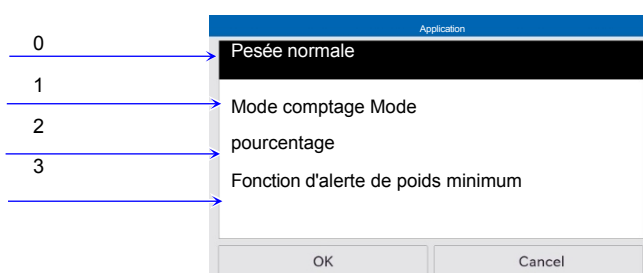 Application
0
Pesée normale
1
Mode comptage Mode
2
pourcentage
3
Fonction d'alerte de poids minimum
OK
Cancel